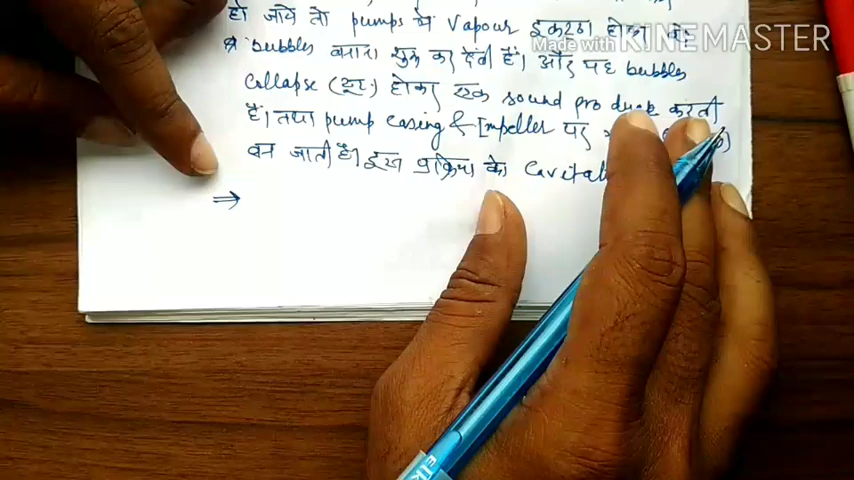 हो जाये तो pumps में Vapour इकठ्ठा होकर
bubbles बनाना शुरू कर देती हैं। और यह bubbles
Collapse होकर एक sound produce करती
हैं। तथा pump casing & Impeller पर
बन जाती है। इस प्रक्रिया को
⇒
Made with KINEMASTER